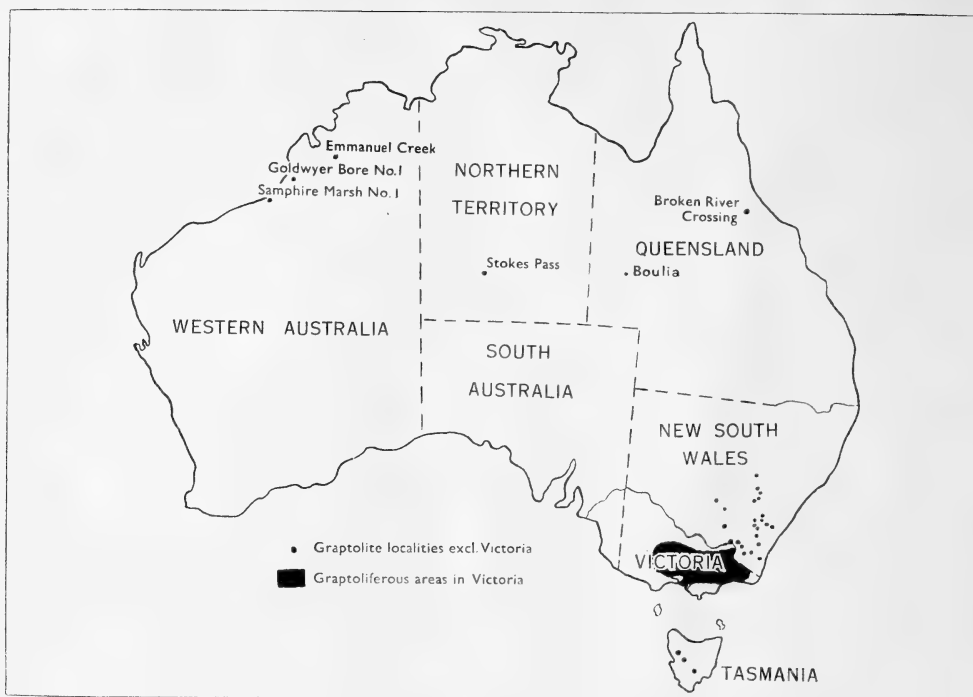 Emmanuel Creek
Goldwyer Bore No.1
Samphire Marsh No.1
NORTHERN
TERRITORY
Broken River
Crossing
QUEENSLAND
Stokes Pass
Boulia
WESTERN AUSTRALIA
SOUTH
AUSTRALIA
NEW SOUTH
WALES
Graptolite localities excl. Victoria
Graptoliferous areas in Victoria
VICTORIA
TASMANIA